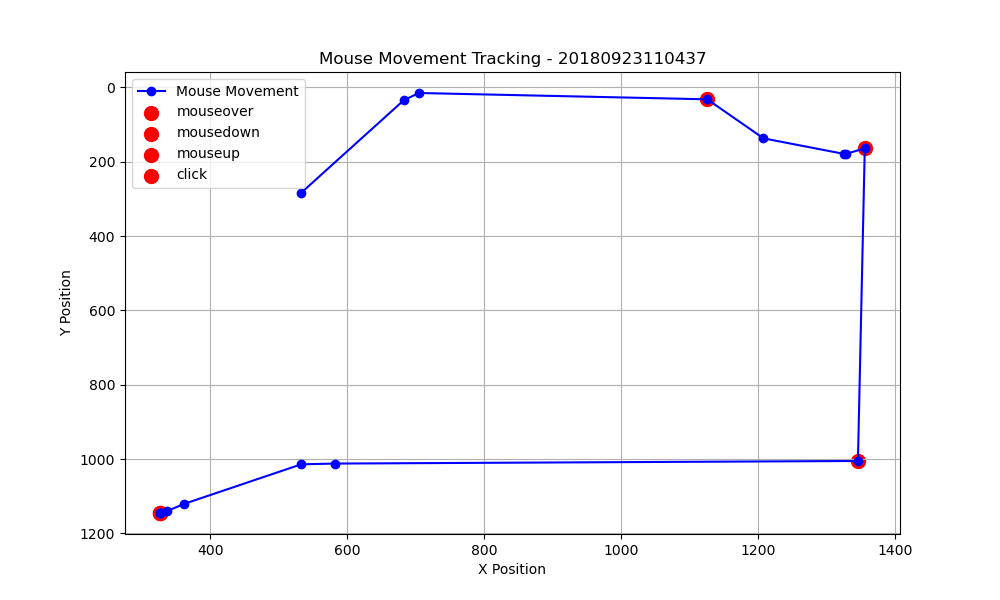 Mouse Movement Tracking - 20180923110437
Mouse Movement
mouseover
mousedown
mouseup
click
0
200
400
600
800
1000
1200
Y Position
400
600
800
1000
1200
1400
X Position